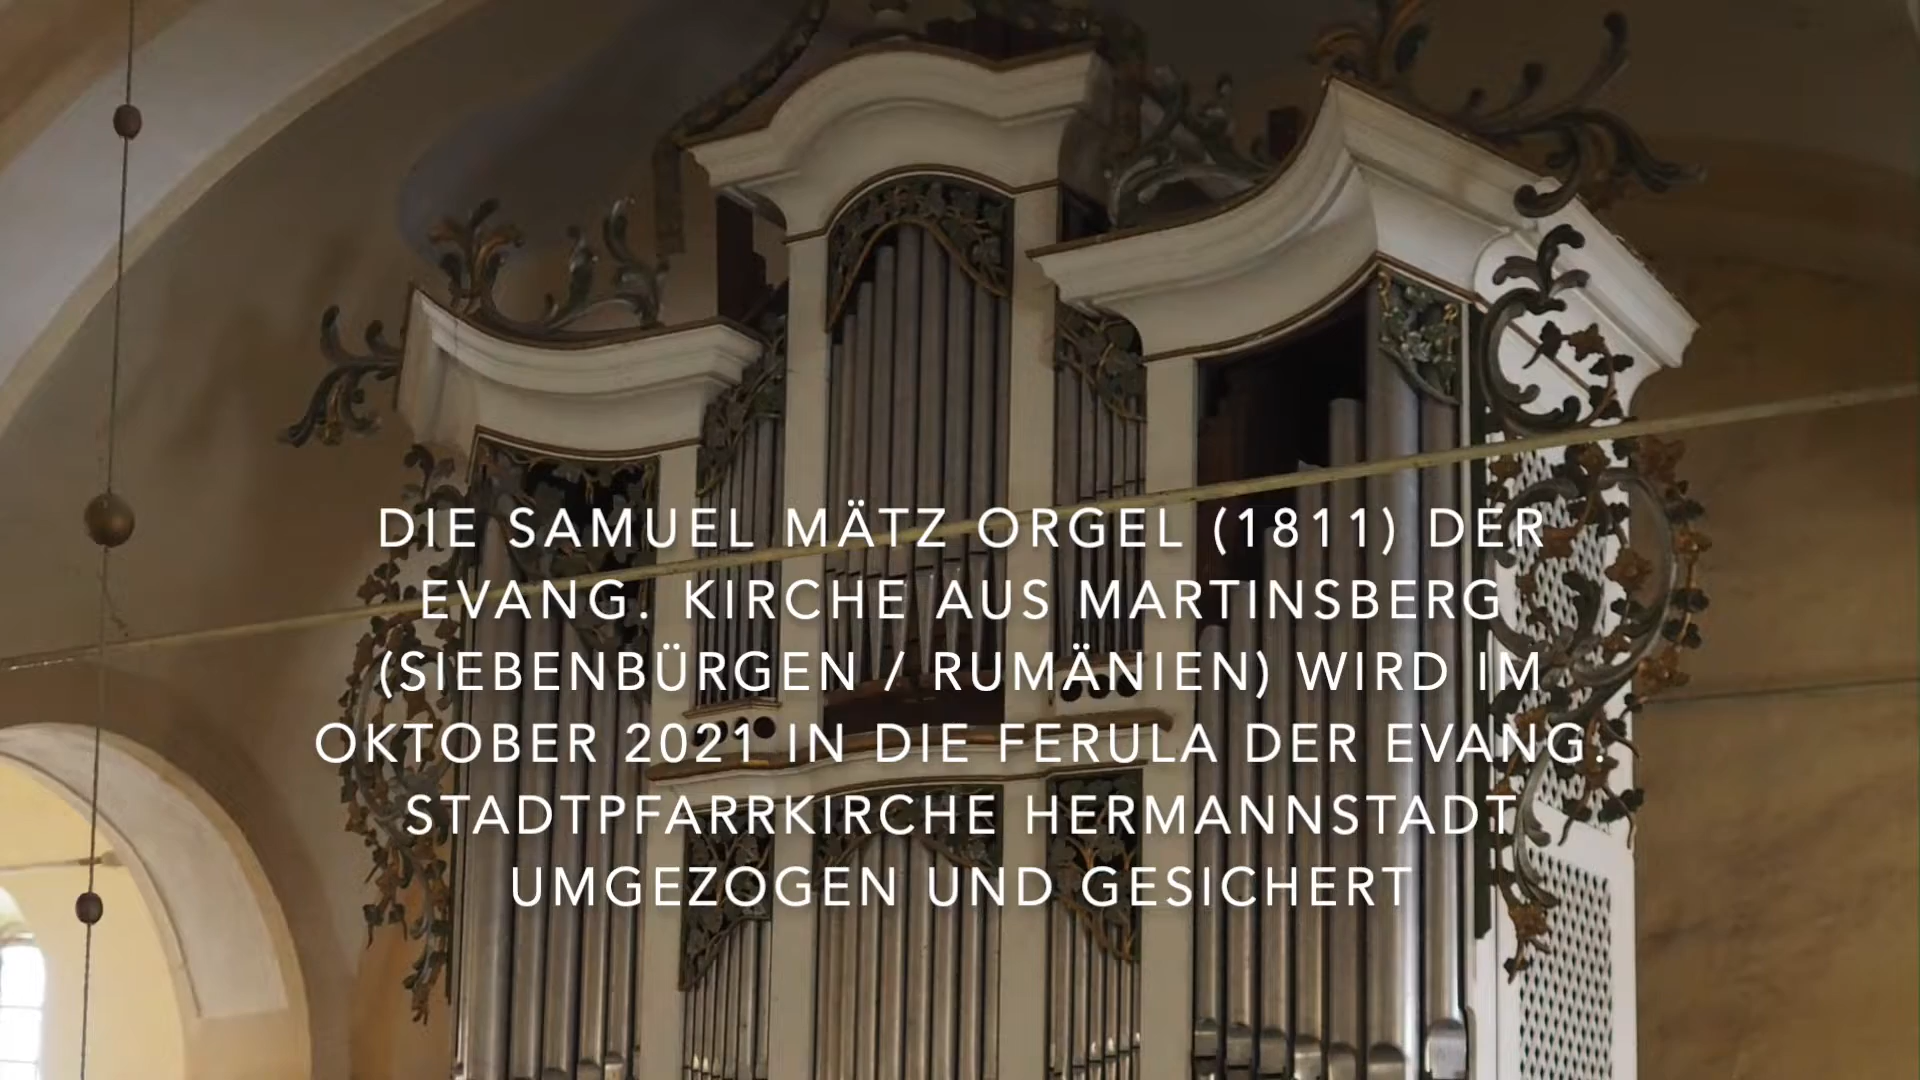 DIE SAMUEL MÄTZ ORGEL (1811) DER
EVANG. KIRCHE AUS MARTINSBERG
(SIEBENBÜRGEN / RUMÄNIEN) WIRD IM
OKTOBER 2021 IN DIE FERULA DER EVANG.
STADTPFARRKIRCHE HERMANNSTADT
UMGEZOGEN UND GESICHERT